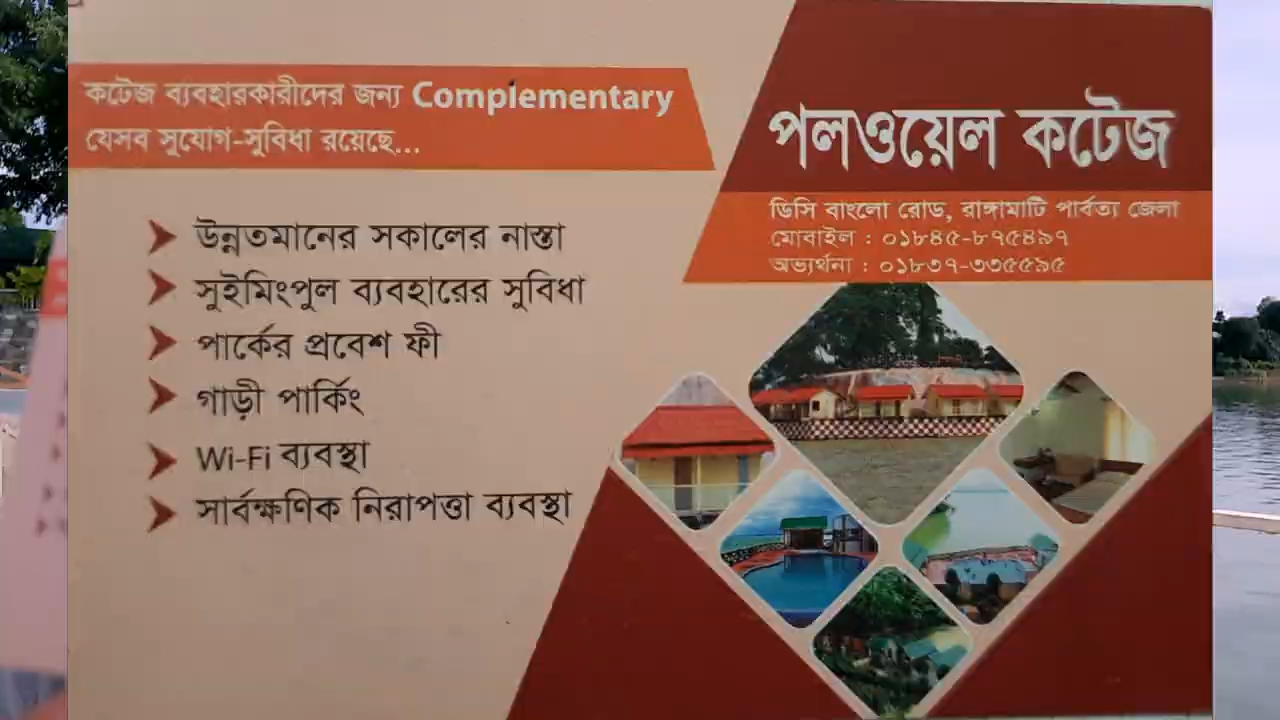 কটেজ ব্যবহারকারীদের জন্য Complementary
যেসব সুযোগ-সুবিধা রয়েছে...
উন্নতমানের সকালের নাস্তা
সুইমিংপুল ব্যবহারের সুবিধা
পার্কের প্রবেশ ফী
গাড়ী পার্কিং
Wi-Fi ব্যবস্থা
সার্বক্ষণিক নিরাপত্তা ব্যবস্থা
পলওয়েল কটেজ
ডিসি বাংলো রোড, রাঙ্গামাটি পার্বত্য জেলা
মোবাইল : ০১৮৪৫-৮৭৫৪৯৭
অভ্যর্থনা : ০১৮৩৭-৩৩৫৫৯৫